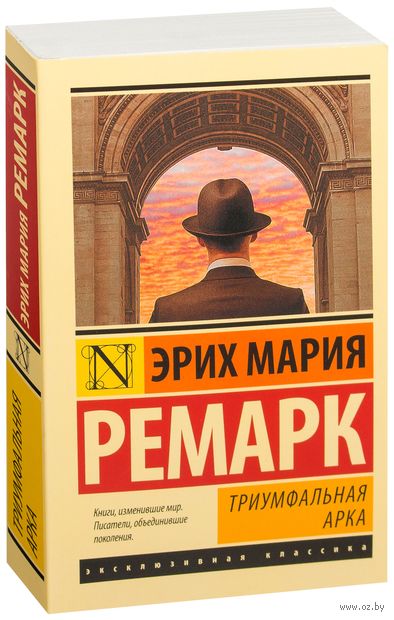 ЭРИХ МАРИЯ РЕМАРК
ТРИУМФАЛЬНАЯ
АРКА
N
ЭРИХ МАРИЯ
РЕМАРК
ТРИУМФАЛЬНАЯ
АРКА
Книги, изменившие мир.
Писатели, объединившие
поколения.
эксклюзивная классика
www.oz.by